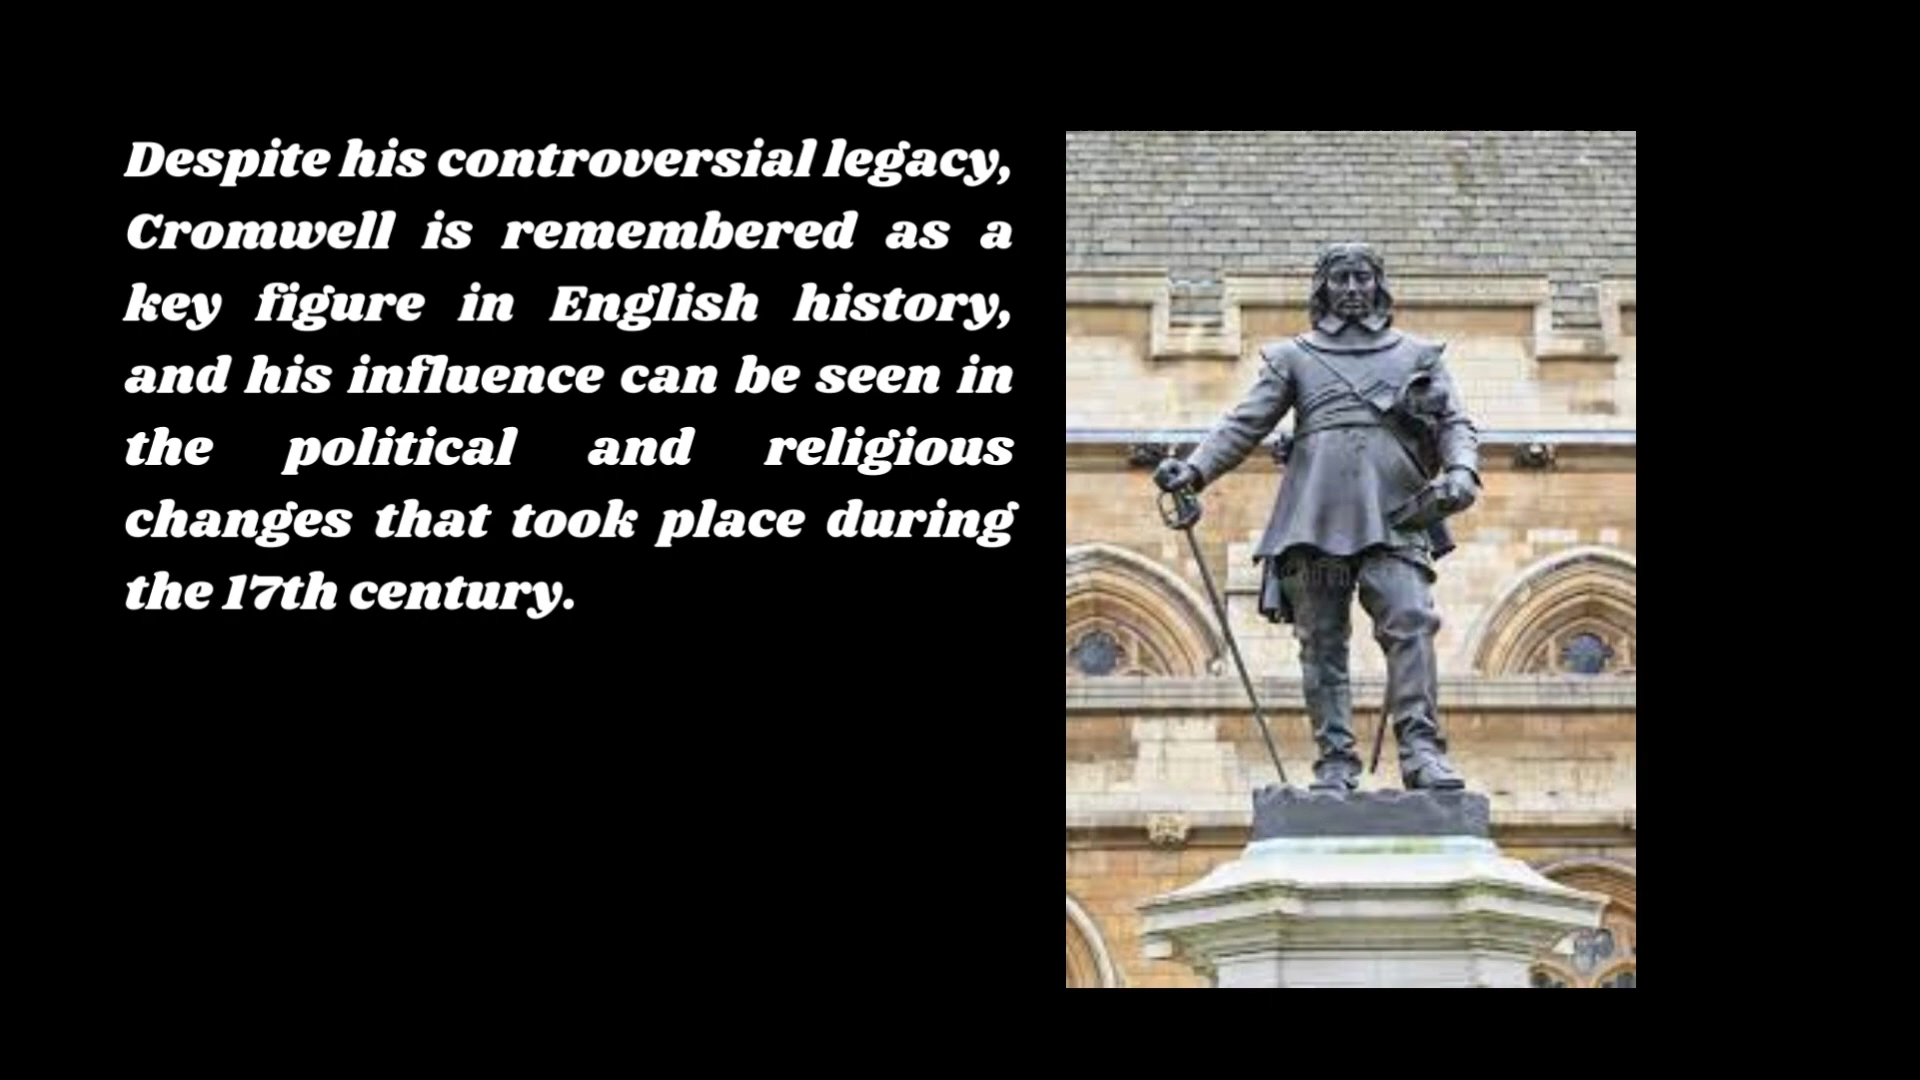 Despite his controversial legacy,
Cromwell is remembered as a
key figure in English history,
and his influence can be seen in
the political and religious
changes that took place during
the 17th century.